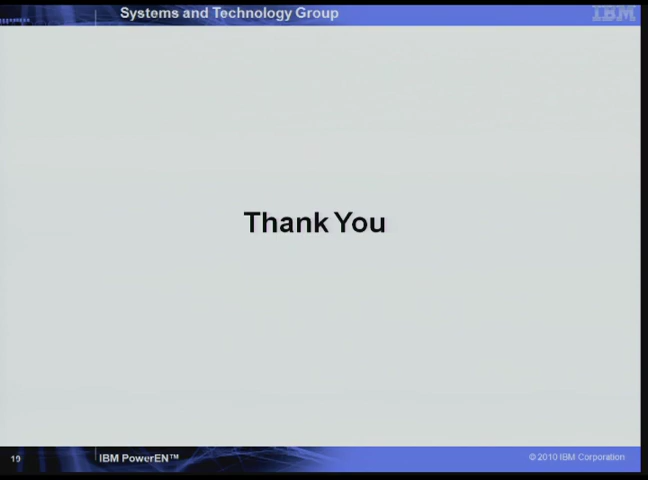 Systems and Technology Group
IBM
Thank You
19
IBM PowerEN™
© 2010 IBM Corporation